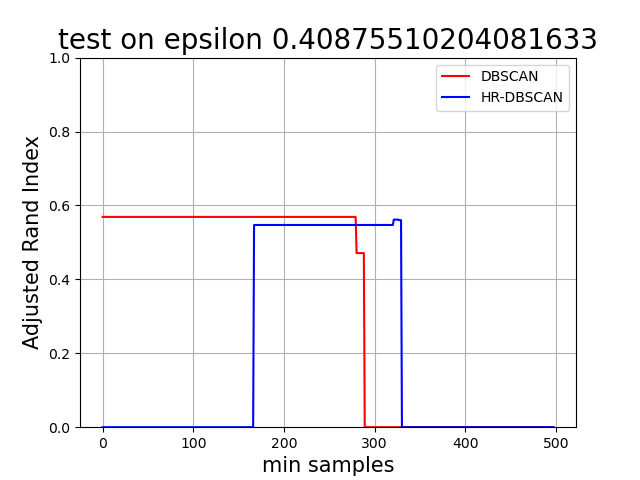 test on epsilon 0.40875510204081633
DBSCAN
HR-DBSCAN
Adjusted Rand Index
1.0
0.8
0.6
0.4
0.2
0.0
0 100 200 300 400 500
min samples